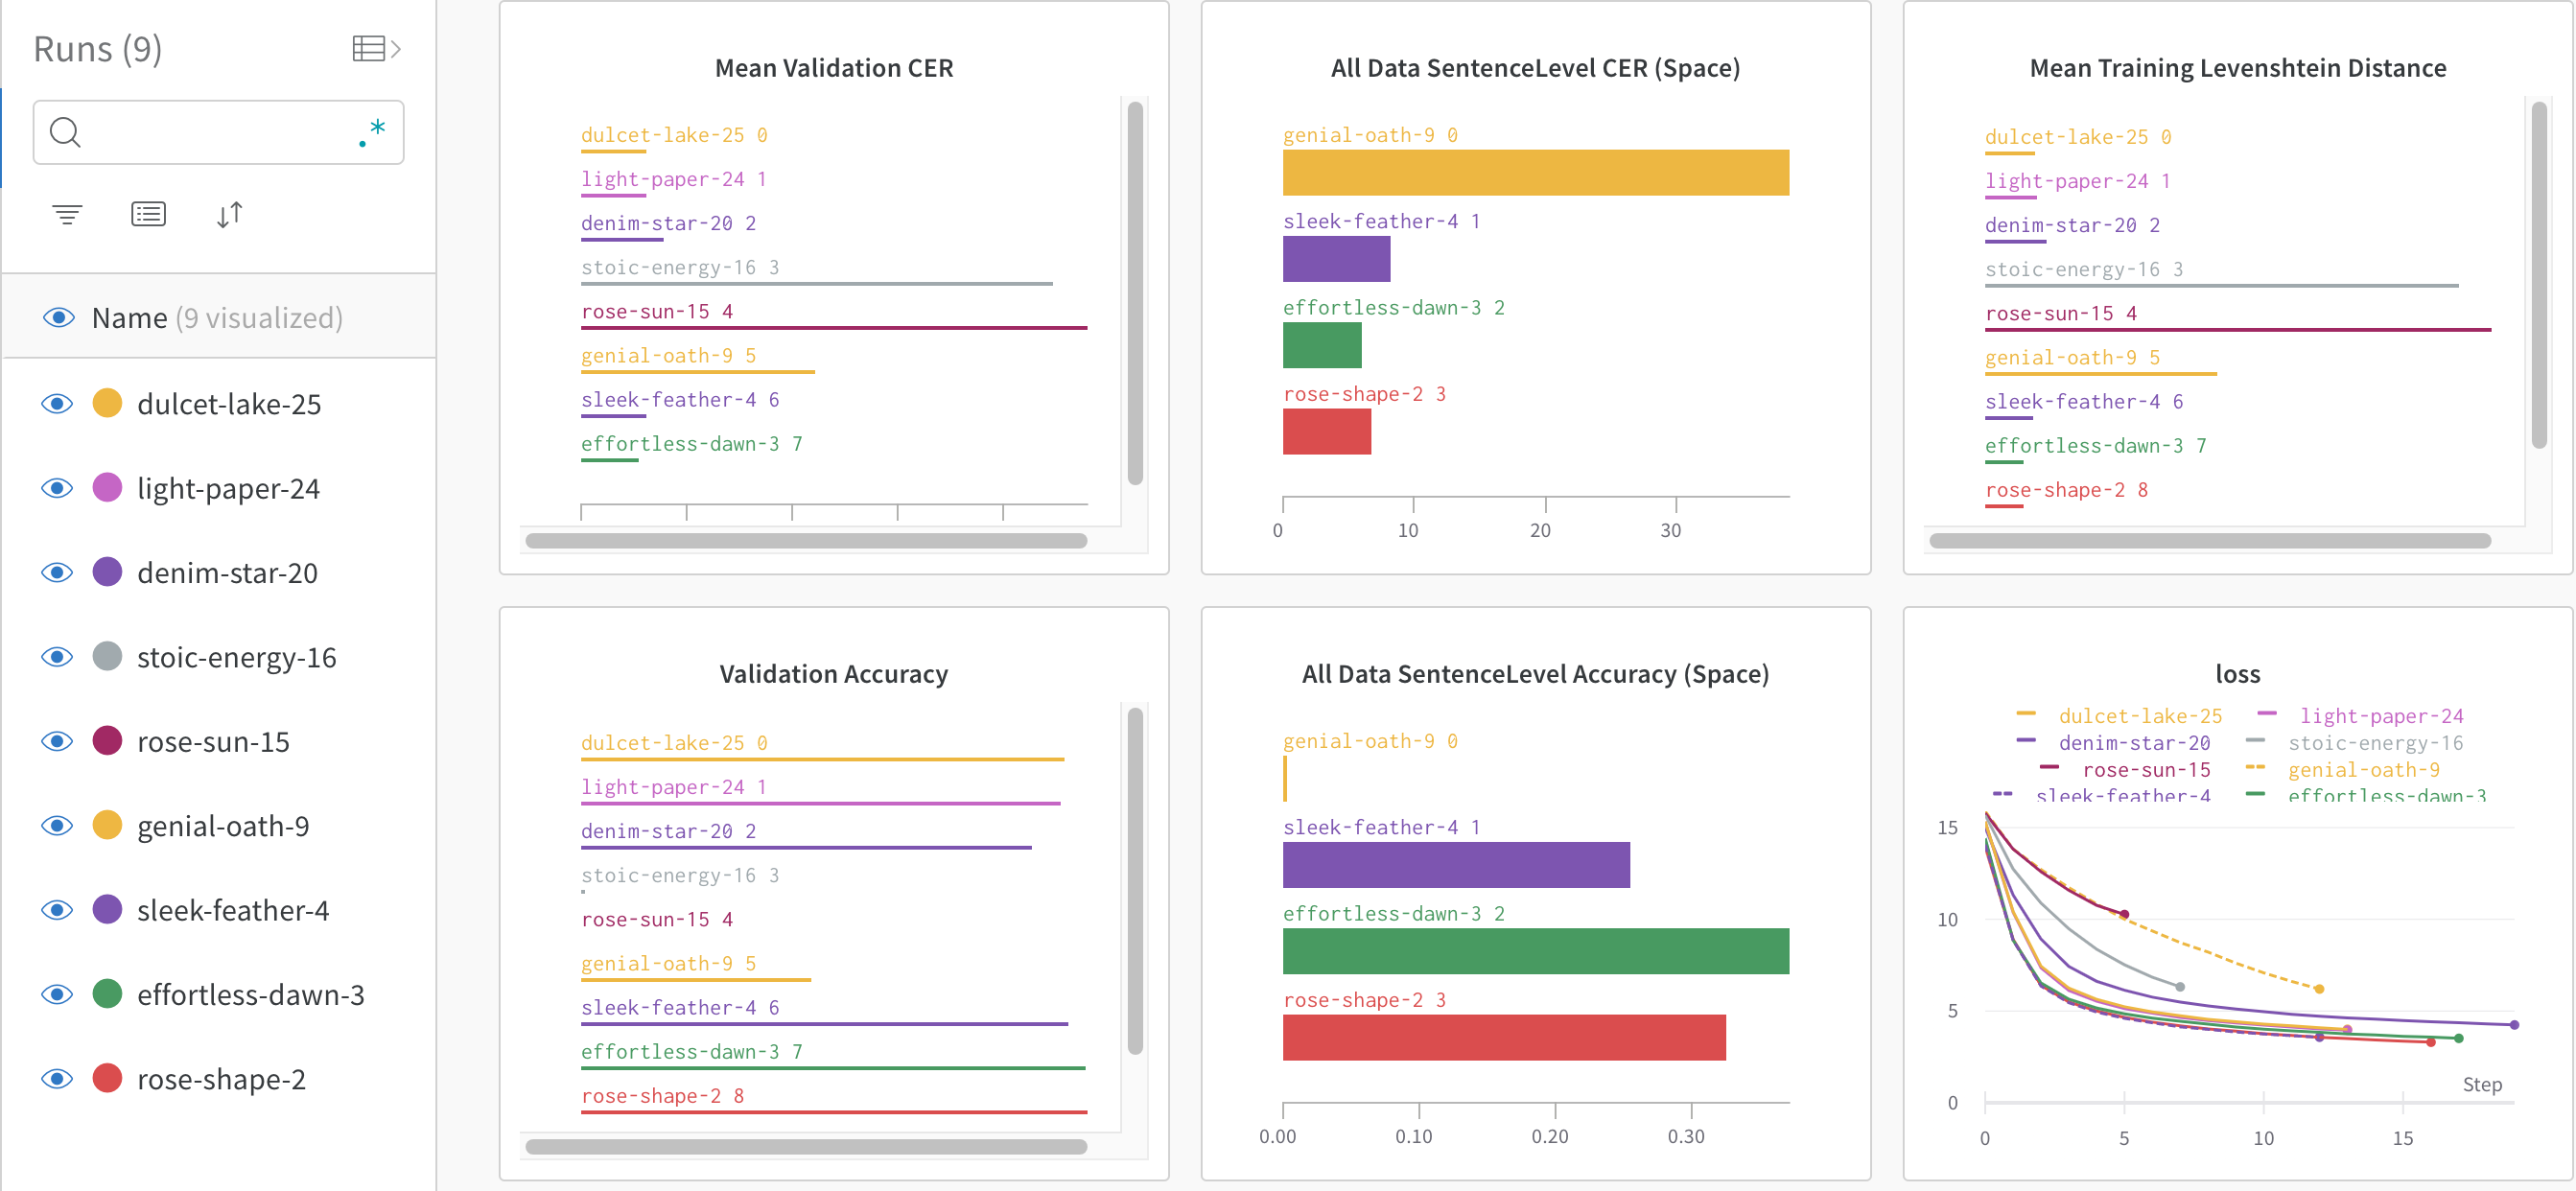 Runs (9)
.*
Name (9 visualized)
dulcet-lake-25
light-paper-24
denim-star-20
stoic-energy-16
rose-sun-15
genial-oath-9
sleek-feather-4
effortless-dawn-3
rose-shape-2
Mean Validation CER
dulcet-lake-25 0
light-paper-24 1
denim-star-20 2
stoic-energy-16 3
rose-sun-15 4
genial-oath-9 5
sleek-feather-4 6
effortless-dawn-3 7
All Data SentenceLevel CER (Space)
genial-oath-9 0
sleek-feather-4 1
effortless-dawn-3 2
rose-shape-2 3
0 10 20 30
Mean Training Levenshtein Distance
dulcet-lake-25 0
light-paper-24 1
denim-star-20 2
stoic-energy-16 3
rose-sun-15 4
genial-oath-9 5
sleek-feather-4 6
effortless-dawn-3 7
rose-shape-2 8
Validation Accuracy
dulcet-lake-25 0
light-paper-24 1
denim-star-20 2
stoic-energy-16 3
rose-sun-15 4
genial-oath-9 5
sleek-feather-4 6
effortless-dawn-3 7
rose-shape-2 8
All Data SentenceLevel Accuracy (Space)
genial-oath-9 0
sleek-feather-4 1
effortless-dawn-3 2
rose-shape-2 3
0.00 0.10 0.20 0.30
loss
dulcet-lake-25 light-paper-24
denim-star-20 stoic-energy-16
rose-sun-15 genial-oath-9
sleek-feather-4 effortless-dawn-3
15
10
5
Step
0
0 5 10 15